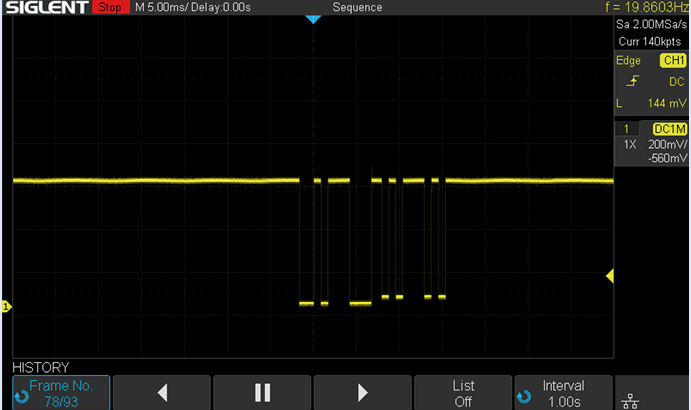 SIGLENT Stop M 5.00ms/ Delay:0.00s Sequence f = 19.8603Hz
Sa 2.00MSa/s
Curr 140kpts
Edge CH1
DC
L 144 mV
1 DC1M
1X 200mV/
-560mV
1
HISTORY
Frame No. List Interval
78/93 Off 1.00s